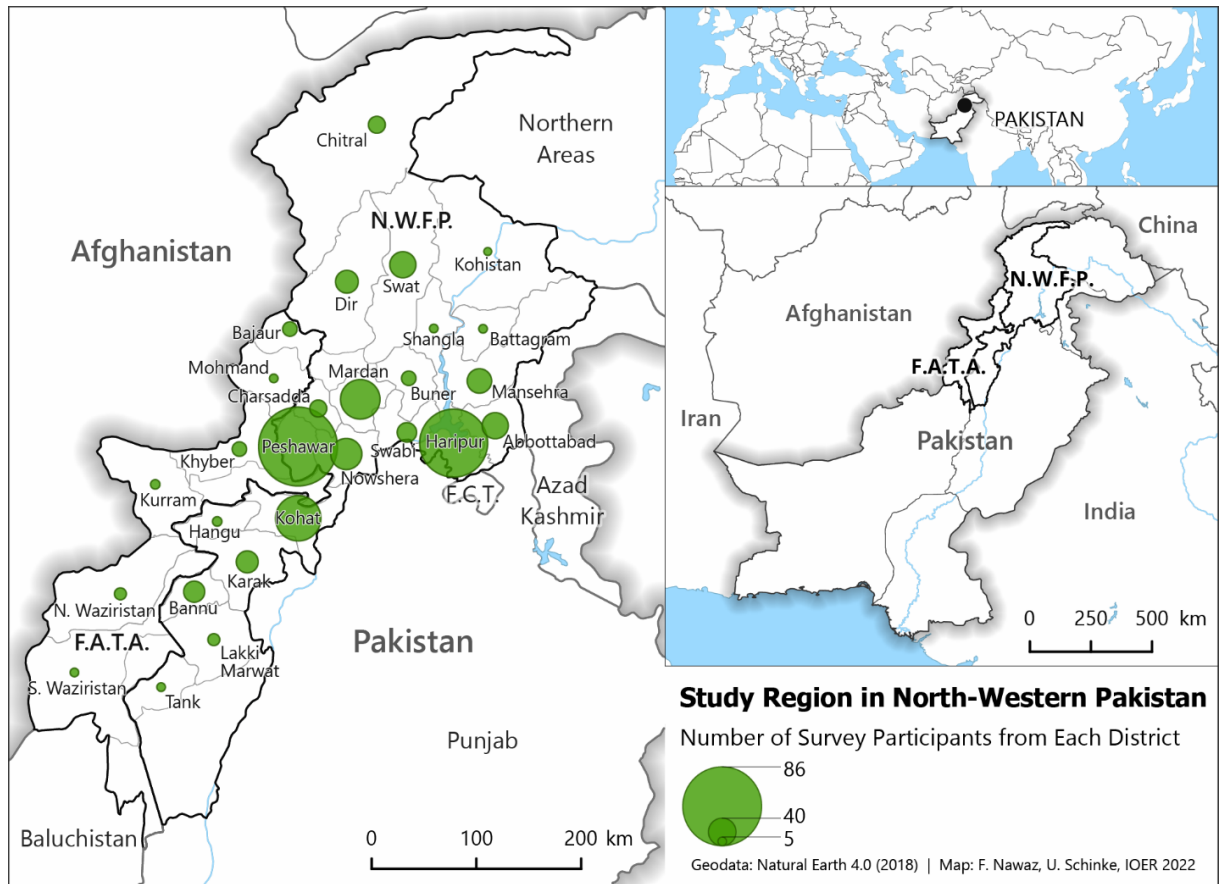 Chitral
Northern
Areas
N.W.F.P.
Afghanistan
Kohistan
Swat
Dir
Bajaur
Shangla
Battagram
Mohmand
Mardan
Charsadda
Buner
Mansehra
Peshawar
Haripur
Abbottabad
Khyber
Swabi
Nowshera
Kurram
F.C.T.
Azad
Kashmir
Hangu
Kohat
Karak
N. Waziristan
Bannu
F.A.T.A.
Lakki
Marwat
S. Waziristan
Tank
Pakistan
Punjab
Baluchistan
0 100 200 km
PAKISTAN
China
N.W.F.P.
Afghanistan
F.A.T.A.
Iran
Pakistan
India
0 250 500 km
Study Region in North-Western Pakistan
Number of Survey Participants from Each District
86
40
5
Geodata: Natural Earth 4.0 (2018) | Map: F. Nawaz, U. Schinke, IOER 2022